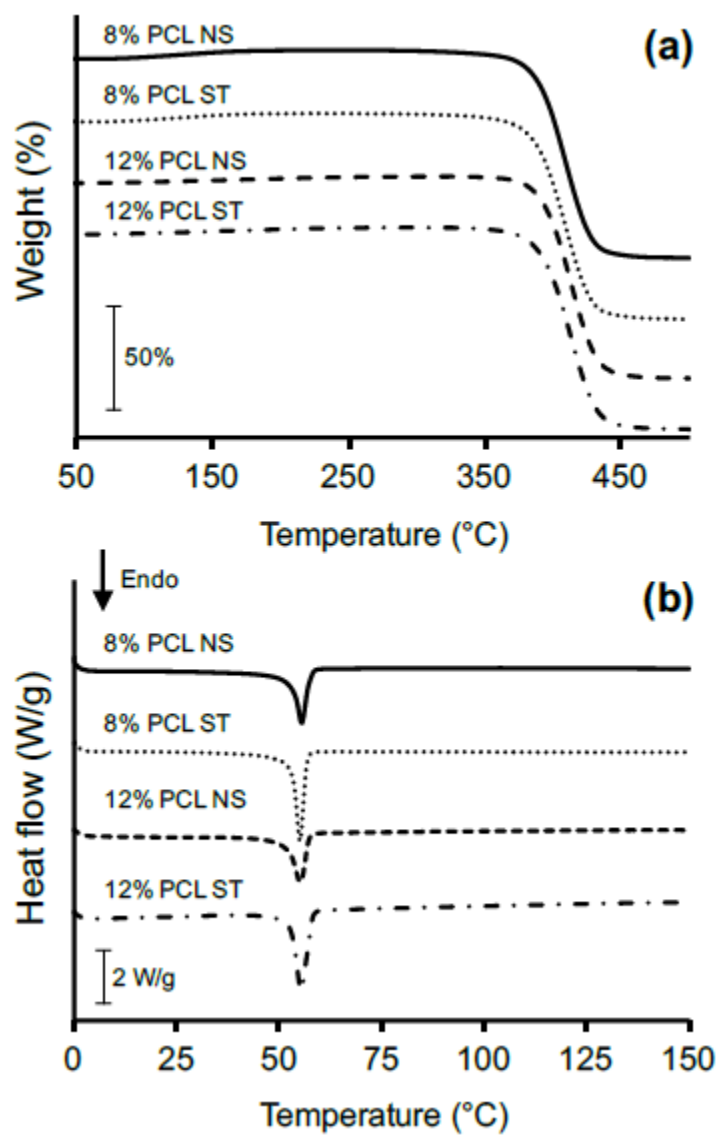 (a)
8% PCL NS
8% PCL ST
12% PCL NS
12% PCL ST
Weight (%)
50%
50 150 250 350 450
Temperature (°C)
Endo
(b)
8% PCL NS
8% PCL ST
12% PCL NS
12% PCL ST
Heat flow (W/g)
2 W/g
0 25 50 75 100 125 150
Temperature (°C)